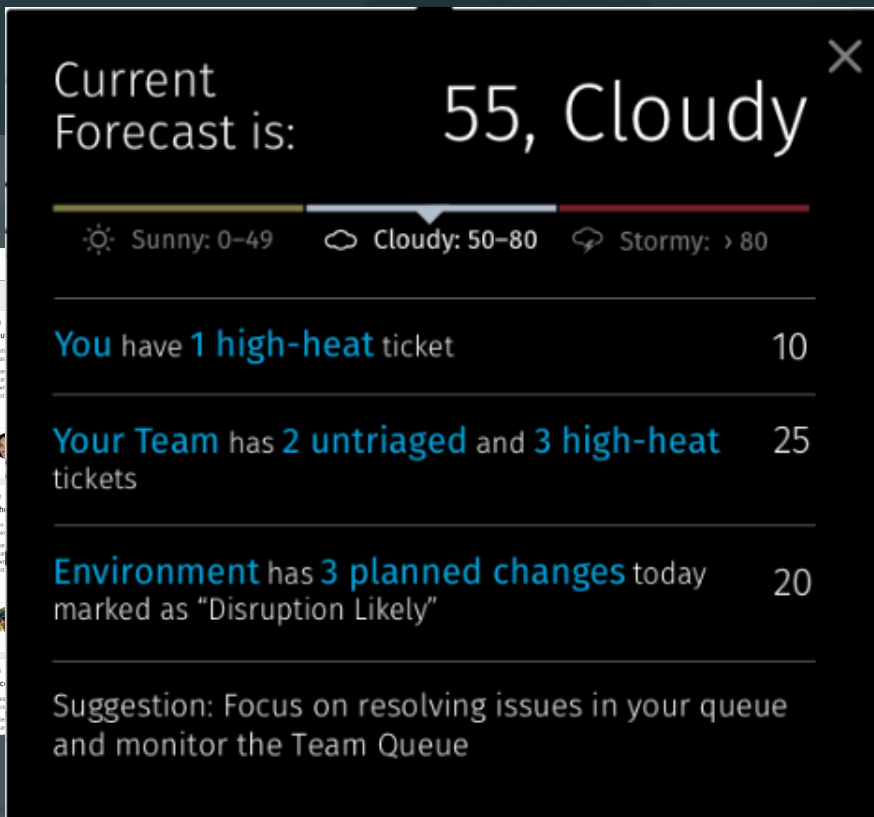 Current
Forecast is:
55, Cloudy
Sunny: 0–49
Cloudy: 50–80
Stormy: > 80
You have 1 high-heat ticket
10
Your Team has 2 untriaged and 3 high-heat
tickets
25
Environment has 3 planned changes today
marked as “Disruption Likely”
20
Suggestion: Focus on resolving issues in your queue
and monitor the Team Queue